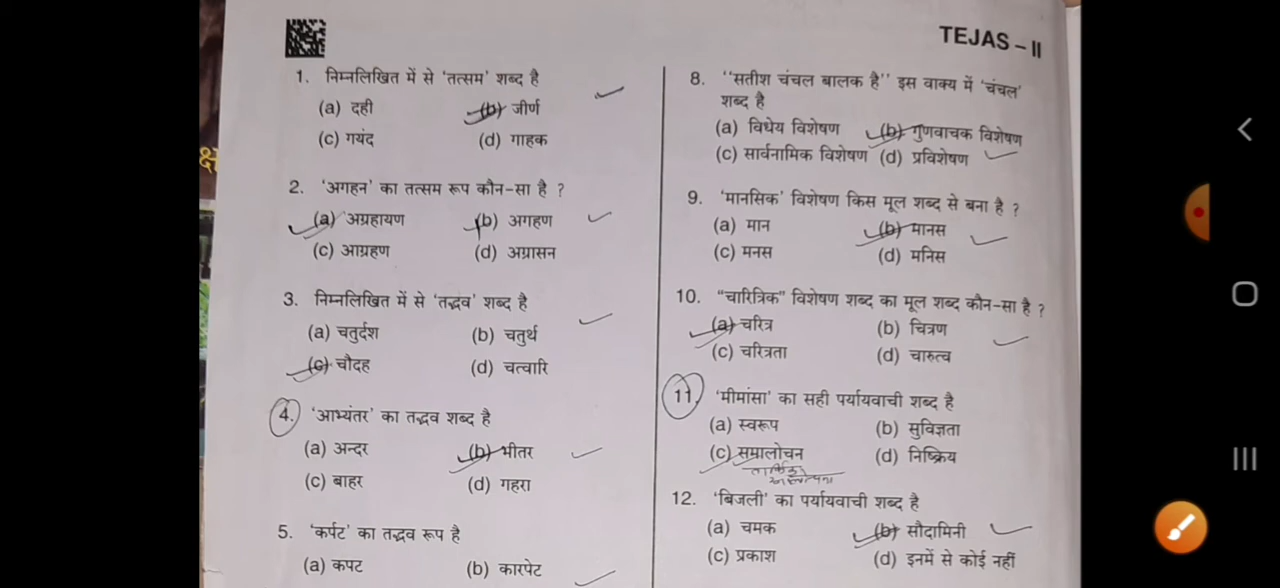 TEJAS – II
1. निम्नलिखित में से 'तत्सम' शब्द है
(a) दही (b) जीर्ण
(c) गयंद (d) गाहक
2. 'अगहन' का तत्सम रूप कौन-सा है ?
(a) अग्रहायण (b) अगहण
(c) आग्रहण (d) अग्रासन
3. निम्नलिखित में से 'तद्भव' शब्द है
(a) चतुर्दश (b) चतुर्थ
(c) चौदह (d) चत्वारि
4. 'आभ्यंतर' का तद्भव शब्द है
(a) अन्दर (b) भीतर
(c) बाहर (d) गहरा
5. 'कर्पट' का तद्भव रूप है
(a) कपट (b) कारपेट
8. ''सतीश चंचल बालक है'' इस वाक्य में 'चंचल'
शब्द है
(a) विधेय विशेषण (b) गुणवाचक विशेषण
(c) सार्वनामिक विशेषण (d) प्रविशेषण
9. 'मानसिक' विशेषण किस मूल शब्द से बना है ?
(a) मान (b) मानस
(c) मनस (d) मनिस
10. "चारित्रिक" विशेषण शब्द का मूल शब्द कौन-सा है ?
(a) चरित्र (b) चित्रण
(c) चरित्रता (d) चारुत्व
11. 'मीमांसा' का सही पर्यायवाची शब्द है
(a) स्वरूप (b) सुविज्ञता
(c) समालोचन (d) निष्क्रिय
12. 'बिजली' का पर्यायवाची शब्द है
(a) चमक (b) सौदामिनी
(c) प्रकाश (d) इनमें से कोई नहीं